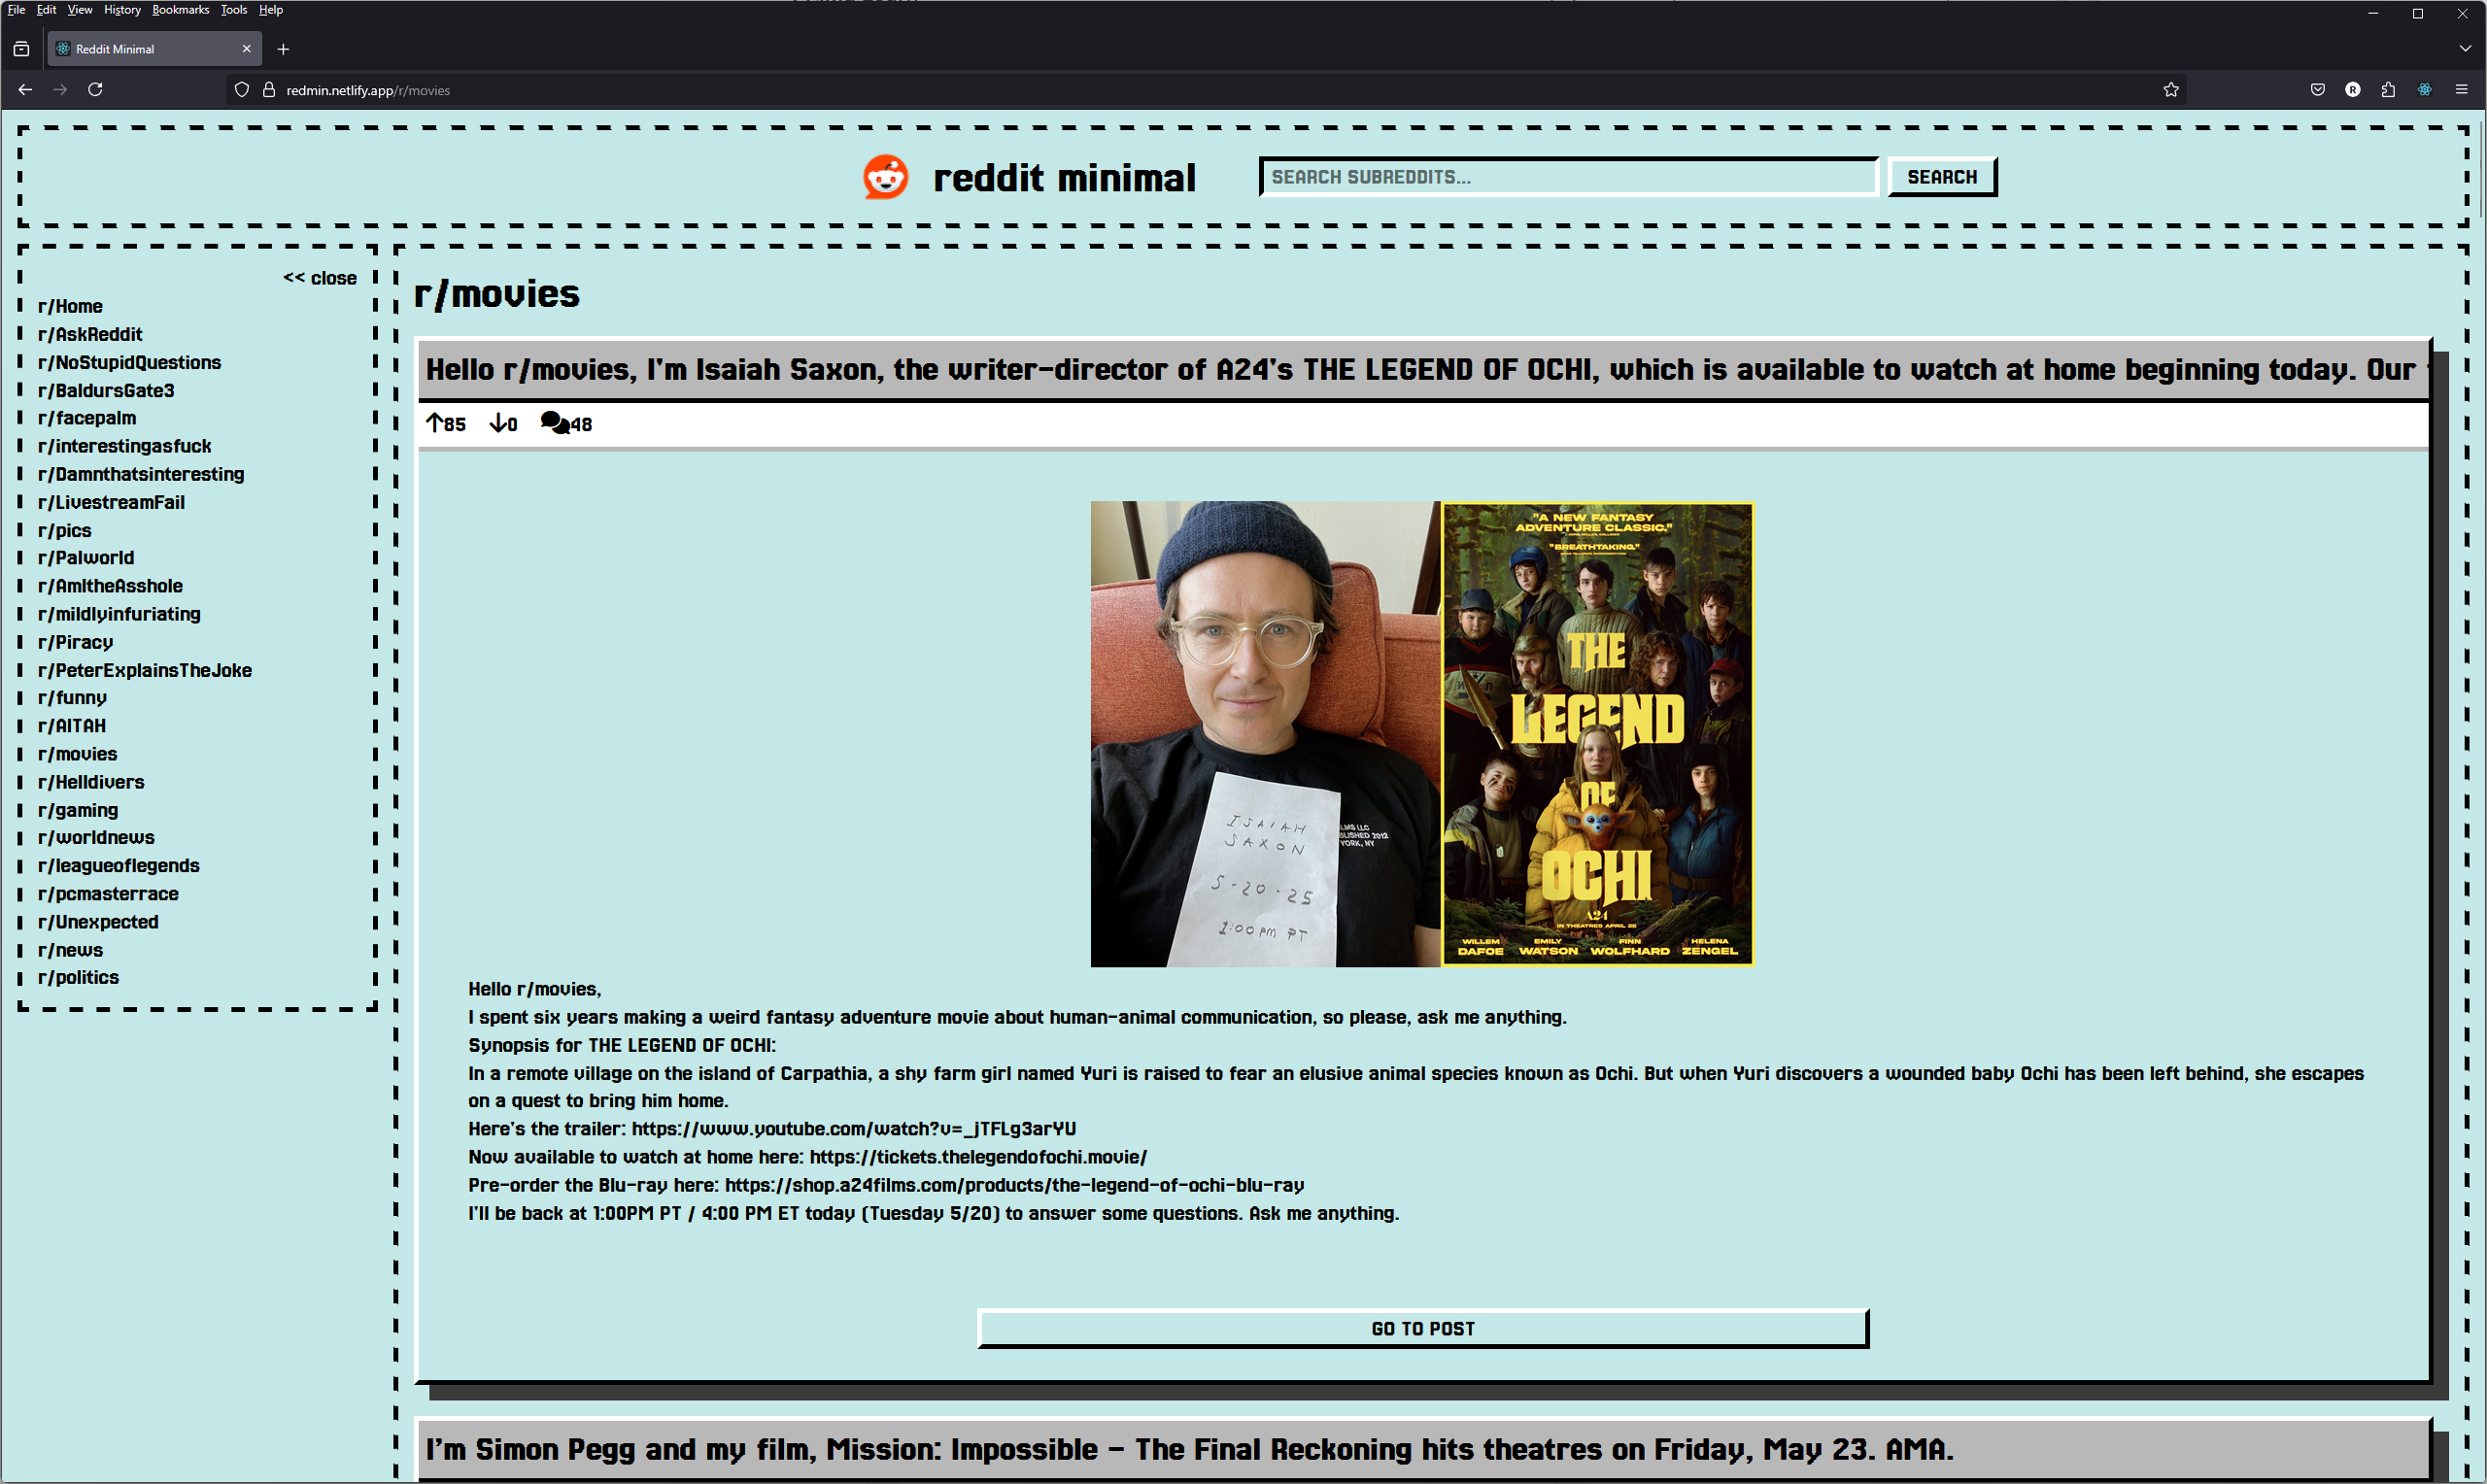 File Edit View History Bookmarks Tools Help
Reddit Minimal
redmin.netlify.app/r/movies
reddit minimal
SEARCH SUBREDDITS...
SEARCH
<< close
r/Home
r/AskReddit
r/NoStupidQuestions
r/BaldursGate3
r/facepalm
r/interestingasfuck
r/Damnthatsinteresting
r/LivestreamFail
r/pics
r/Palworld
r/AmItheAsshole
r/mildlyinfuriating
r/Piracy
r/PeterExplainsTheJoke
r/funny
r/AITAH
r/movies
r/Helldivers
r/gaming
r/worldnews
r/leagueoflegends
r/pcmasterrace
r/Unexpected
r/news
r/politics
r/movies
Hello r/movies, I'm Isaiah Saxon, the writer-director of A24's THE LEGEND OF OCHI, which is available to watch at home beginning today. Our
85 0 48
ISAIAH
SAXON
5·20·25
1:00PM PT
LMS LLC
LISHED 2012
YORK, NY
"A NEW FANTASY
ADVENTURE CLASSIC."
"BREATHTAKING."
THE
LEGEND
OF
OCHI
A24
IN THEATRES APRIL 25
WILLEM DAFOE
EMILY WATSON
FINN WOLFHARD
HELENA ZENGEL
Hello r/movies,
I spent six years making a weird fantasy adventure movie about human-animal communication, so please, ask me anything.
Synopsis for THE LEGEND OF OCHI:
In a remote village on the island of Carpathia, a shy farm girl named Yuri is raised to fear an elusive animal species known as Ochi. But when Yuri discovers a wounded baby Ochi has been left behind, she escapes
on a quest to bring him home.
Here's the trailer: https://www.youtube.com/watch?v=_jTFLg3arYU
Now available to watch at home here: https://tickets.thelegendofochi.movie/
Pre-order the Blu-ray here: https://shop.a24films.com/products/the-legend-of-ochi-blu-ray
I'll be back at 1:00PM PT / 4:00 PM ET today (Tuesday 5/20) to answer some questions. Ask me anything.
GO TO POST
I'm Simon Pegg and my film, Mission: Impossible - The Final Reckoning hits theatres on Friday, May 23. AMA.